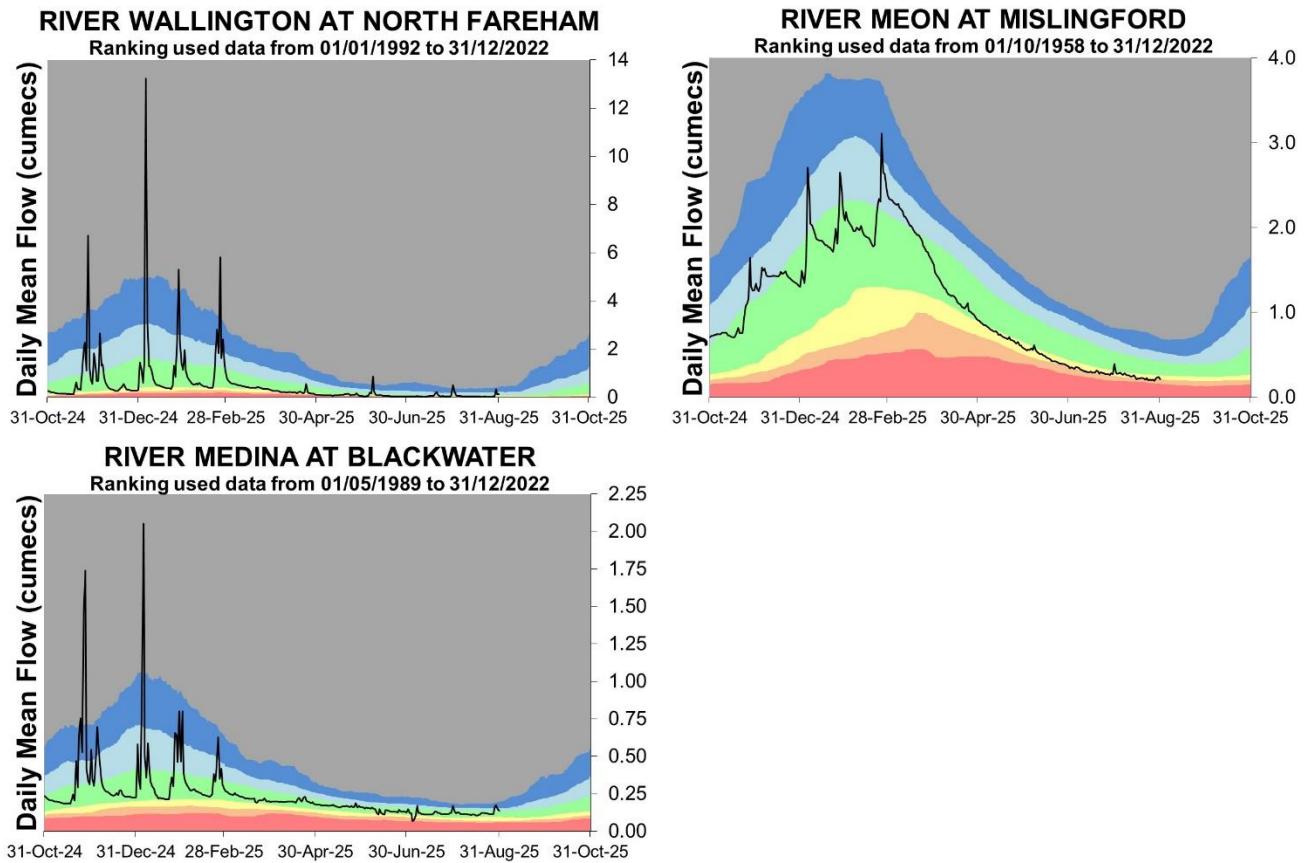 RIVER WALLINGTON AT NORTH FAREHAM
Ranking used data from 01/01/1992 to 31/12/2022
Daily Mean Flow (cumecs)
14
12
10
8
6
4
2
0
31-Oct-24 31-Dec-24 28-Feb-25 30-Apr-25 30-Jun-25 31-Aug-25 31-Oct-25
RIVER MEON AT MISLINGFORD
Ranking used data from 01/10/1958 to 31/12/2022
Daily Mean Flow (cumecs)
4.0
3.0
2.0
1.0
0.0
31-Oct-24 31-Dec-24 28-Feb-25 30-Apr-25 30-Jun-25 31-Aug-25 31-Oct-25
RIVER MEDINA AT BLACKWATER
Ranking used data from 01/05/1989 to 31/12/2022
Daily Mean Flow (cumecs)
2.25
2.00
1.75
1.50
1.25
1.00
0.75
0.50
0.25
0.00
31-Oct-24 31-Dec-24 28-Feb-25 30-Apr-25 30-Jun-25 31-Aug-25 31-Oct-25